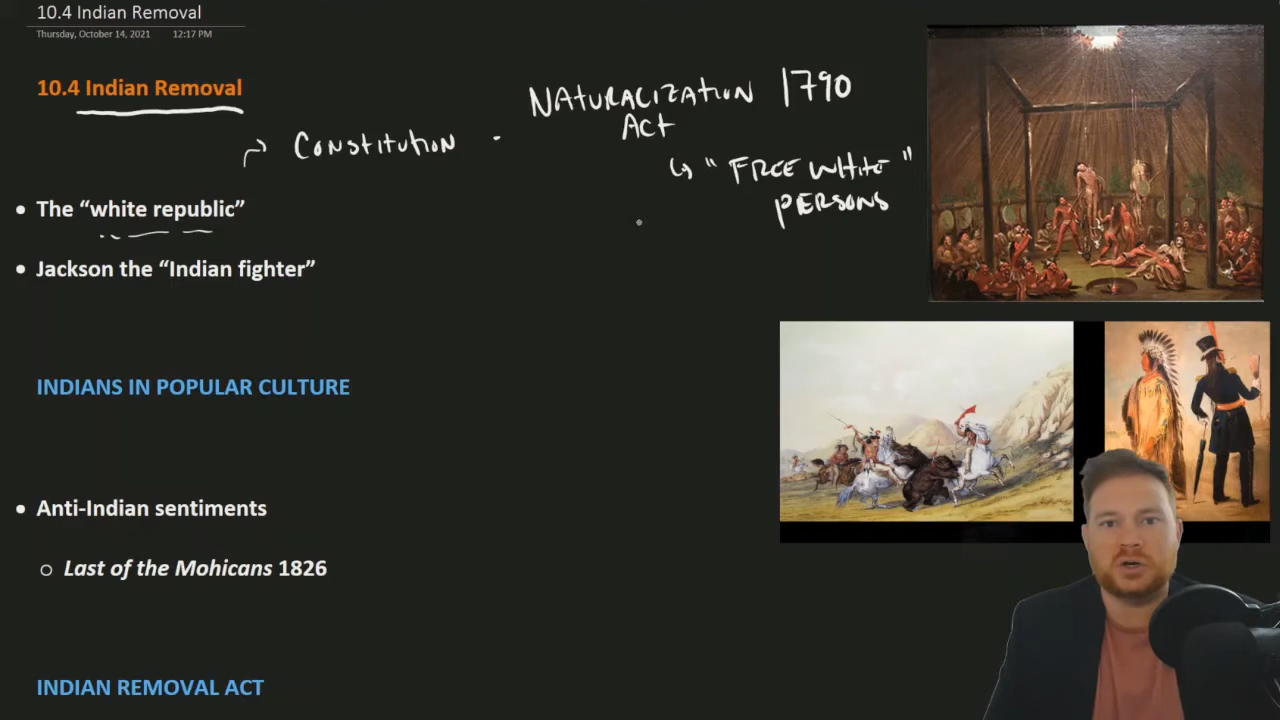 10.4 Indian Removal
Thursday, October 14, 2021 12:17 PM
10.4 Indian Removal
NATURALIZATION 1790
ACT
CONSTITUTION -
"FREE WHITE"
PERSONS
• The “white republic”
• Jackson the “Indian fighter”
INDIANS IN POPULAR CULTURE
• Anti-Indian sentiments
○ Last of the Mohicans 1826
INDIAN REMOVAL ACT